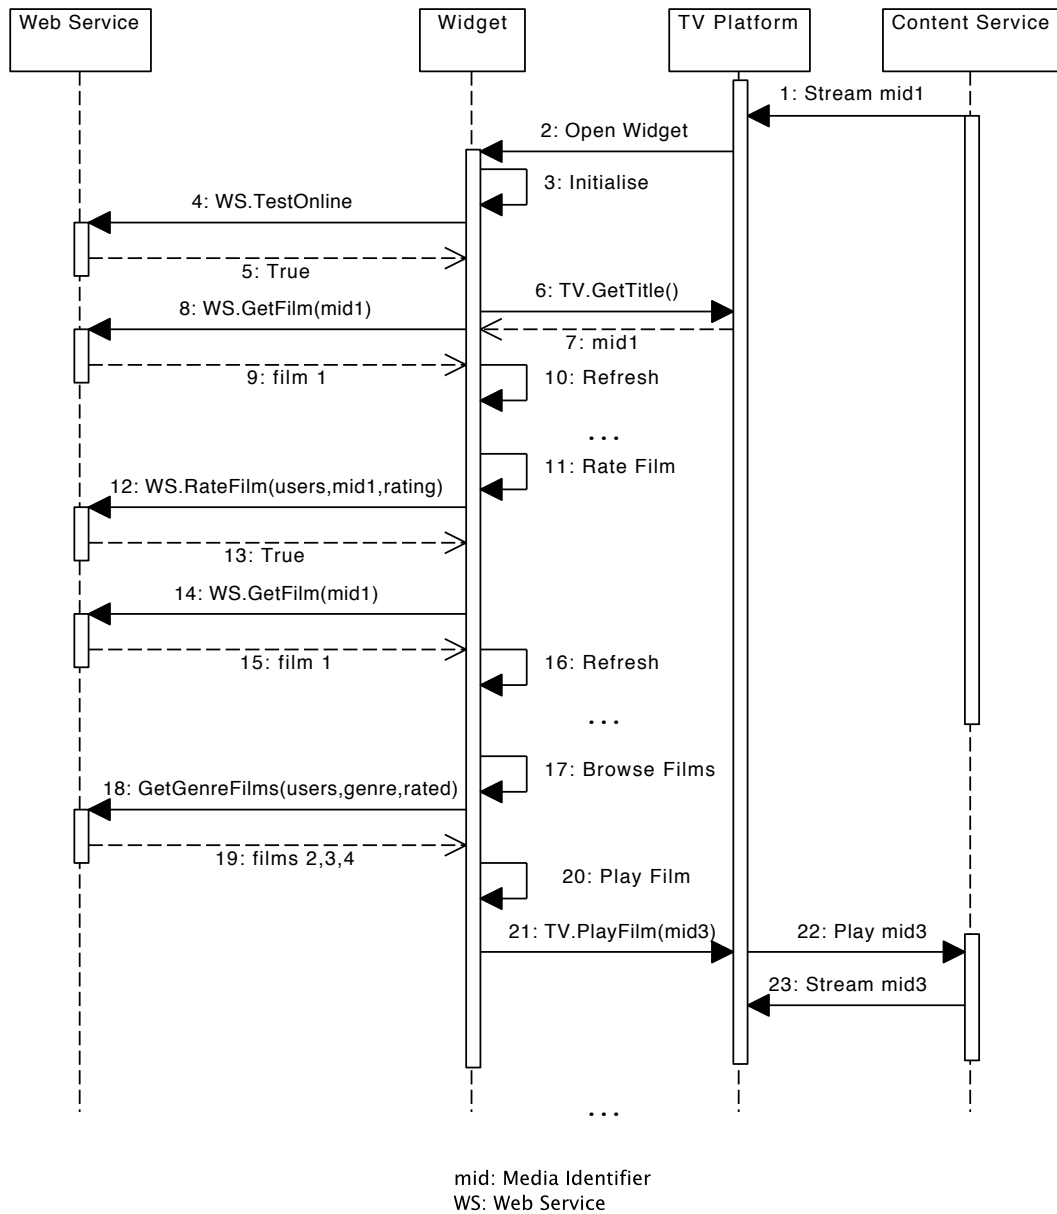 Web Service
Widget
TV Platform
Content Service
1: Stream mid1
2: Open Widget
3: Initialise
4: WS.TestOnline
5: True
6: TV.GetTitle()
8: WS.GetFilm(mid1)
7: mid1
9: film 1
10: Refresh
...
11: Rate Film
12: WS.RateFilm(users,mid1,rating)
13: True
14: WS.GetFilm(mid1)
15: film 1
16: Refresh
...
17: Browse Films
18: GetGenreFilms(users,genre,rated)
19: films 2,3,4
20: Play Film
21: TV.PlayFilm(mid3)
22: Play mid3
23: Stream mid3
...
mid: Media Identifier
WS: Web Service